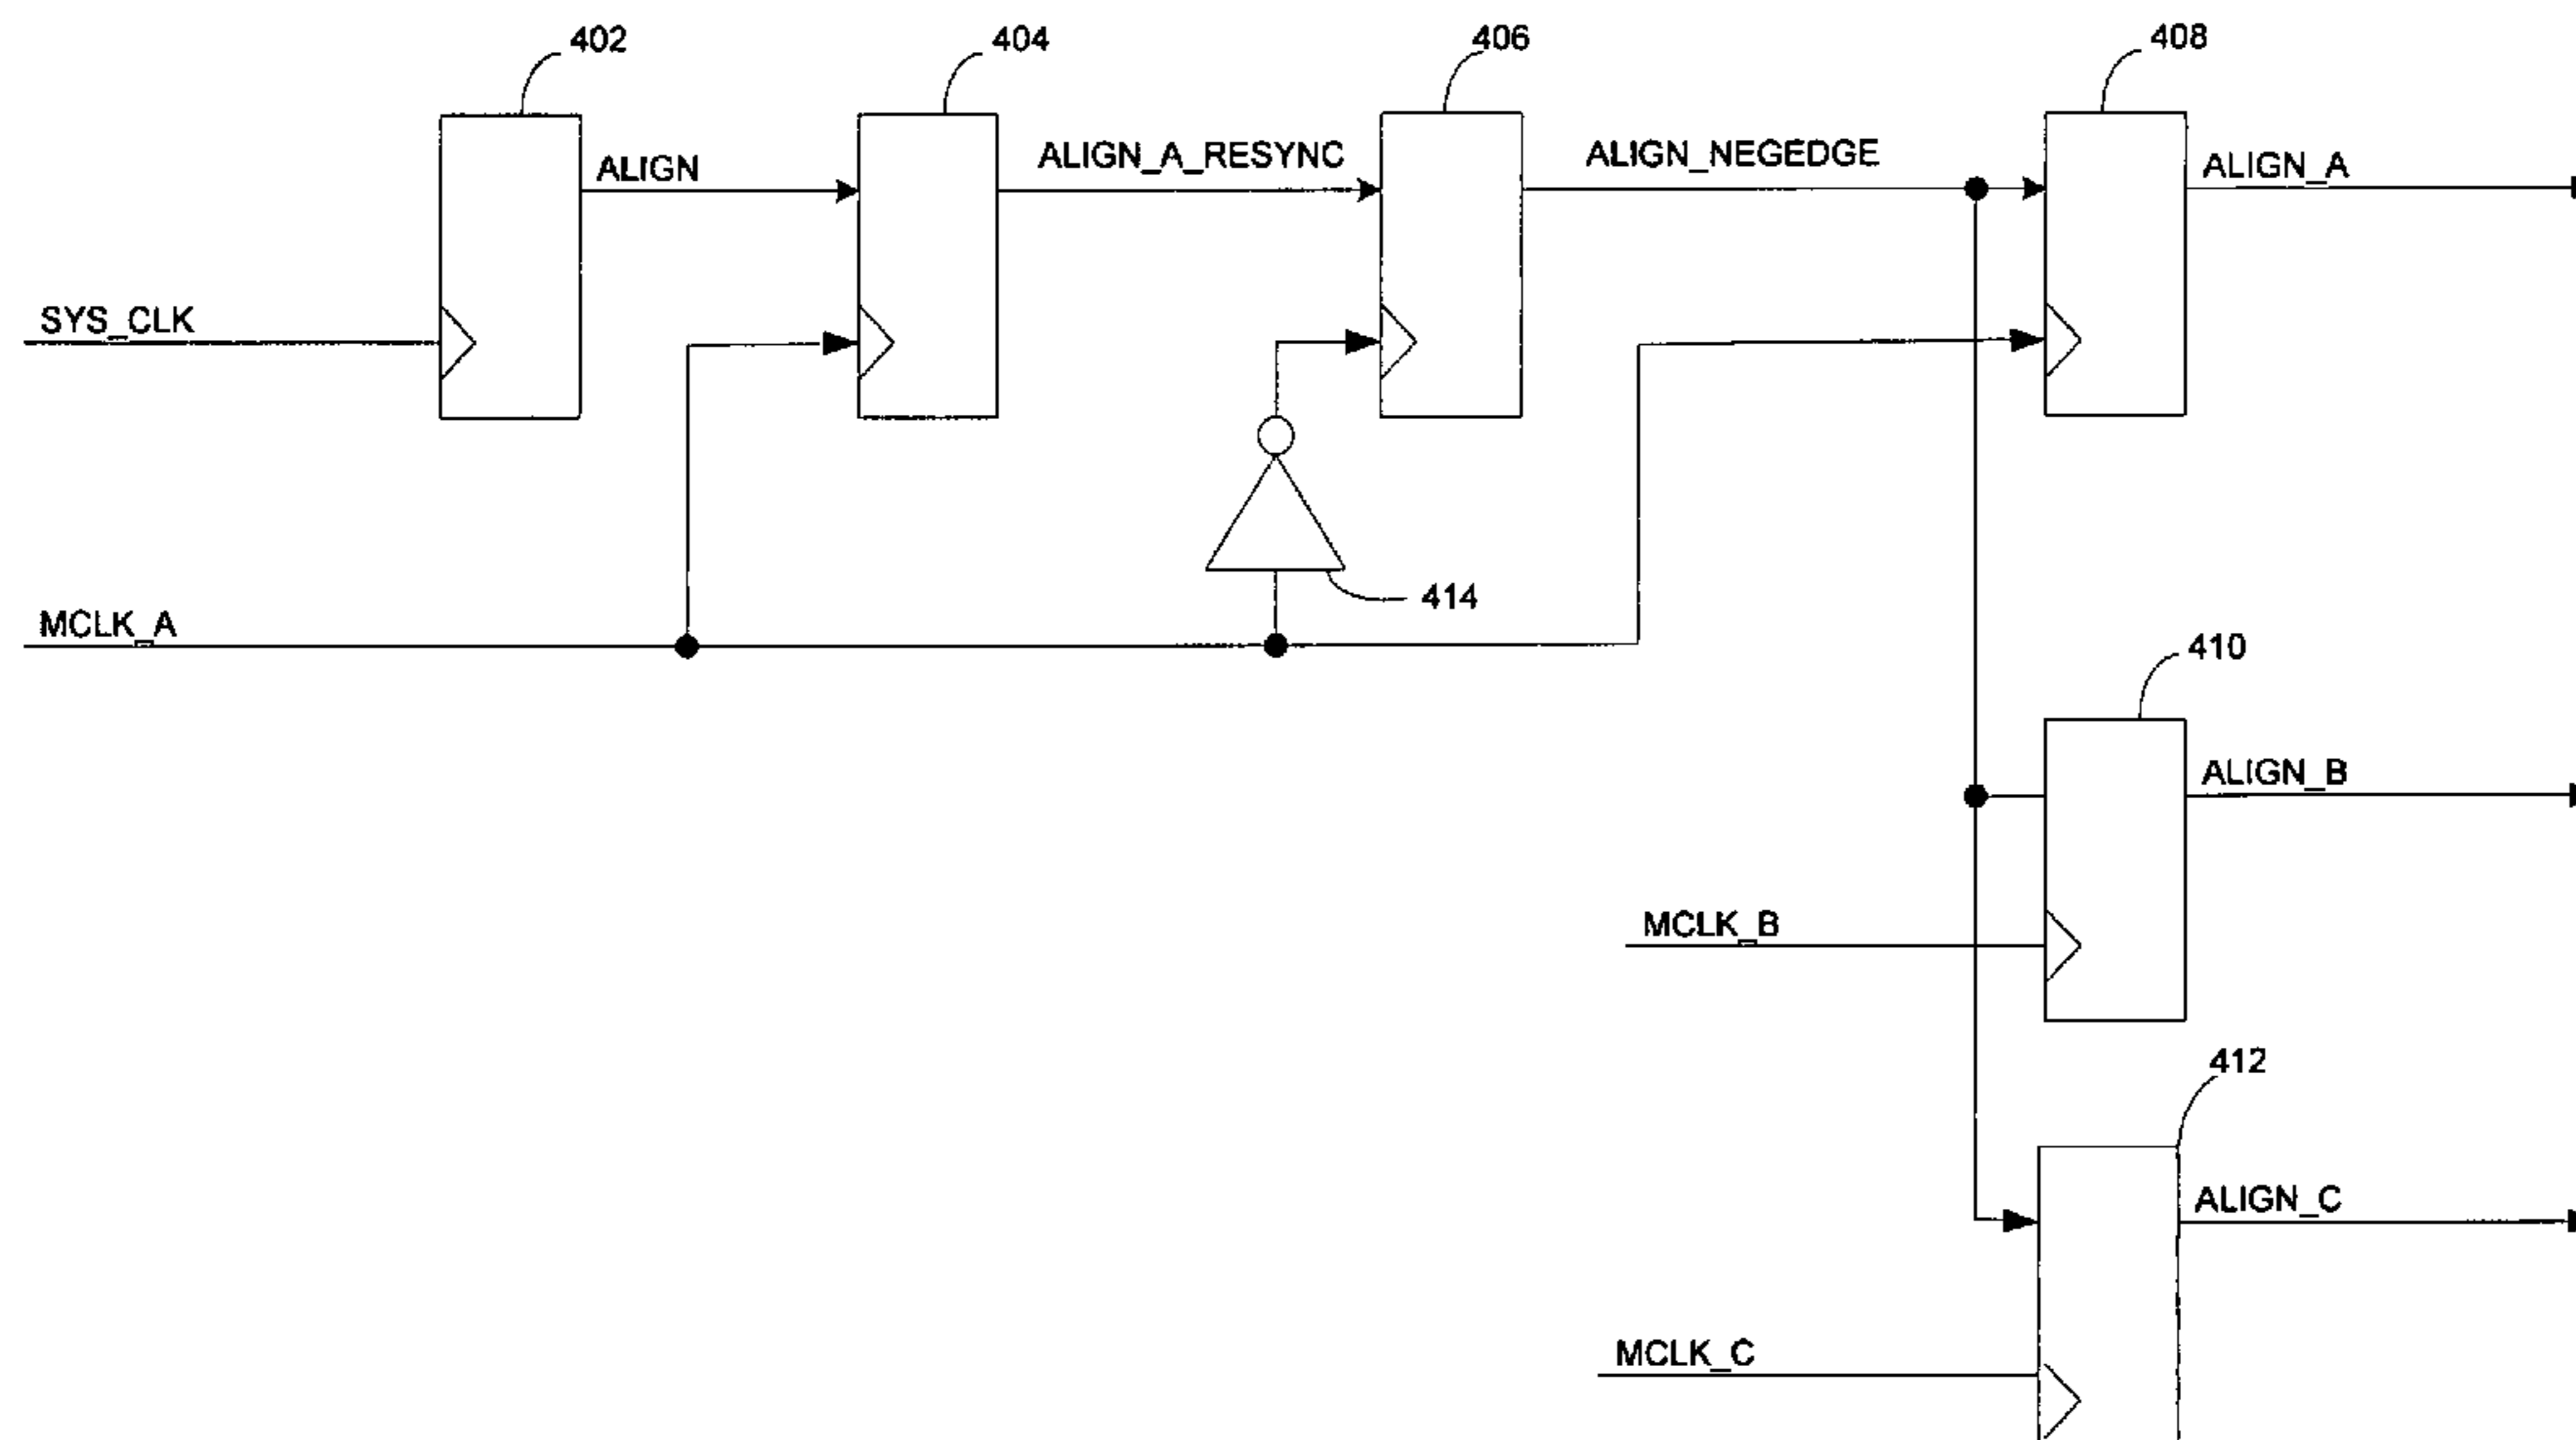 402
404
406
408
ALIGN
ALIGN_A_RESYNC
ALIGN_NEGEDGE
ALIGN_A
SYS_CLK
414
MCLK_A
410
ALIGN_B
MCLK_B
412
ALIGN_C
MCLK_C